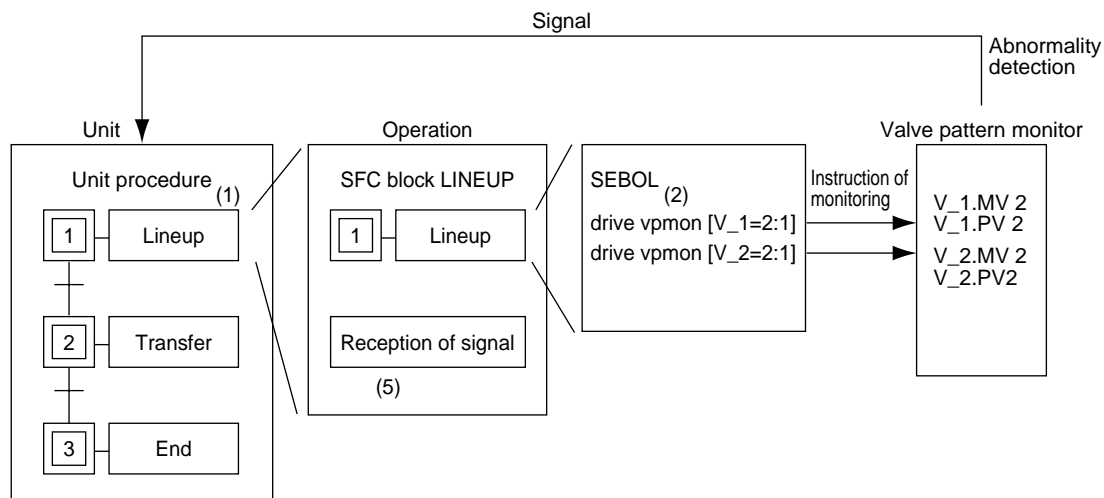 Signal
Abnormality
detection
Unit
Operation
Valve pattern monitor
Unit procedure
(1)
1
Lineup
2
Transfer
3
End
SFC block LINEUP
1
Lineup
Reception of signal
(5)
SEBOL
(2)
drive vpmon [V_1=2:1]
drive vpmon [V_2=2:1]
Instruction of
monitoring
V_1.MV 2
V_1.PV 2
V_2.MV 2
V_2.PV2